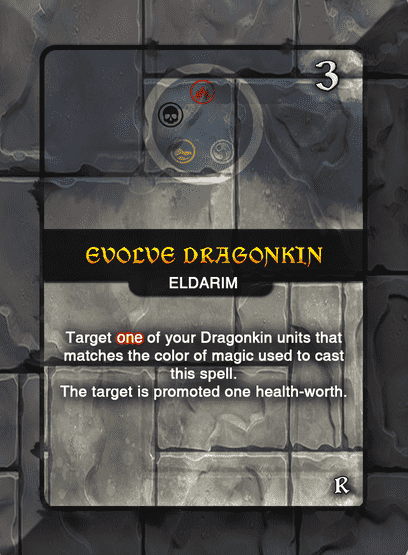 3
EVOLVE DRAGONKIN
ELDARIM
Target one of your Dragonkin units that
matches the color of magic used to cast
this spell.
The target is promoted one health-worth.
R